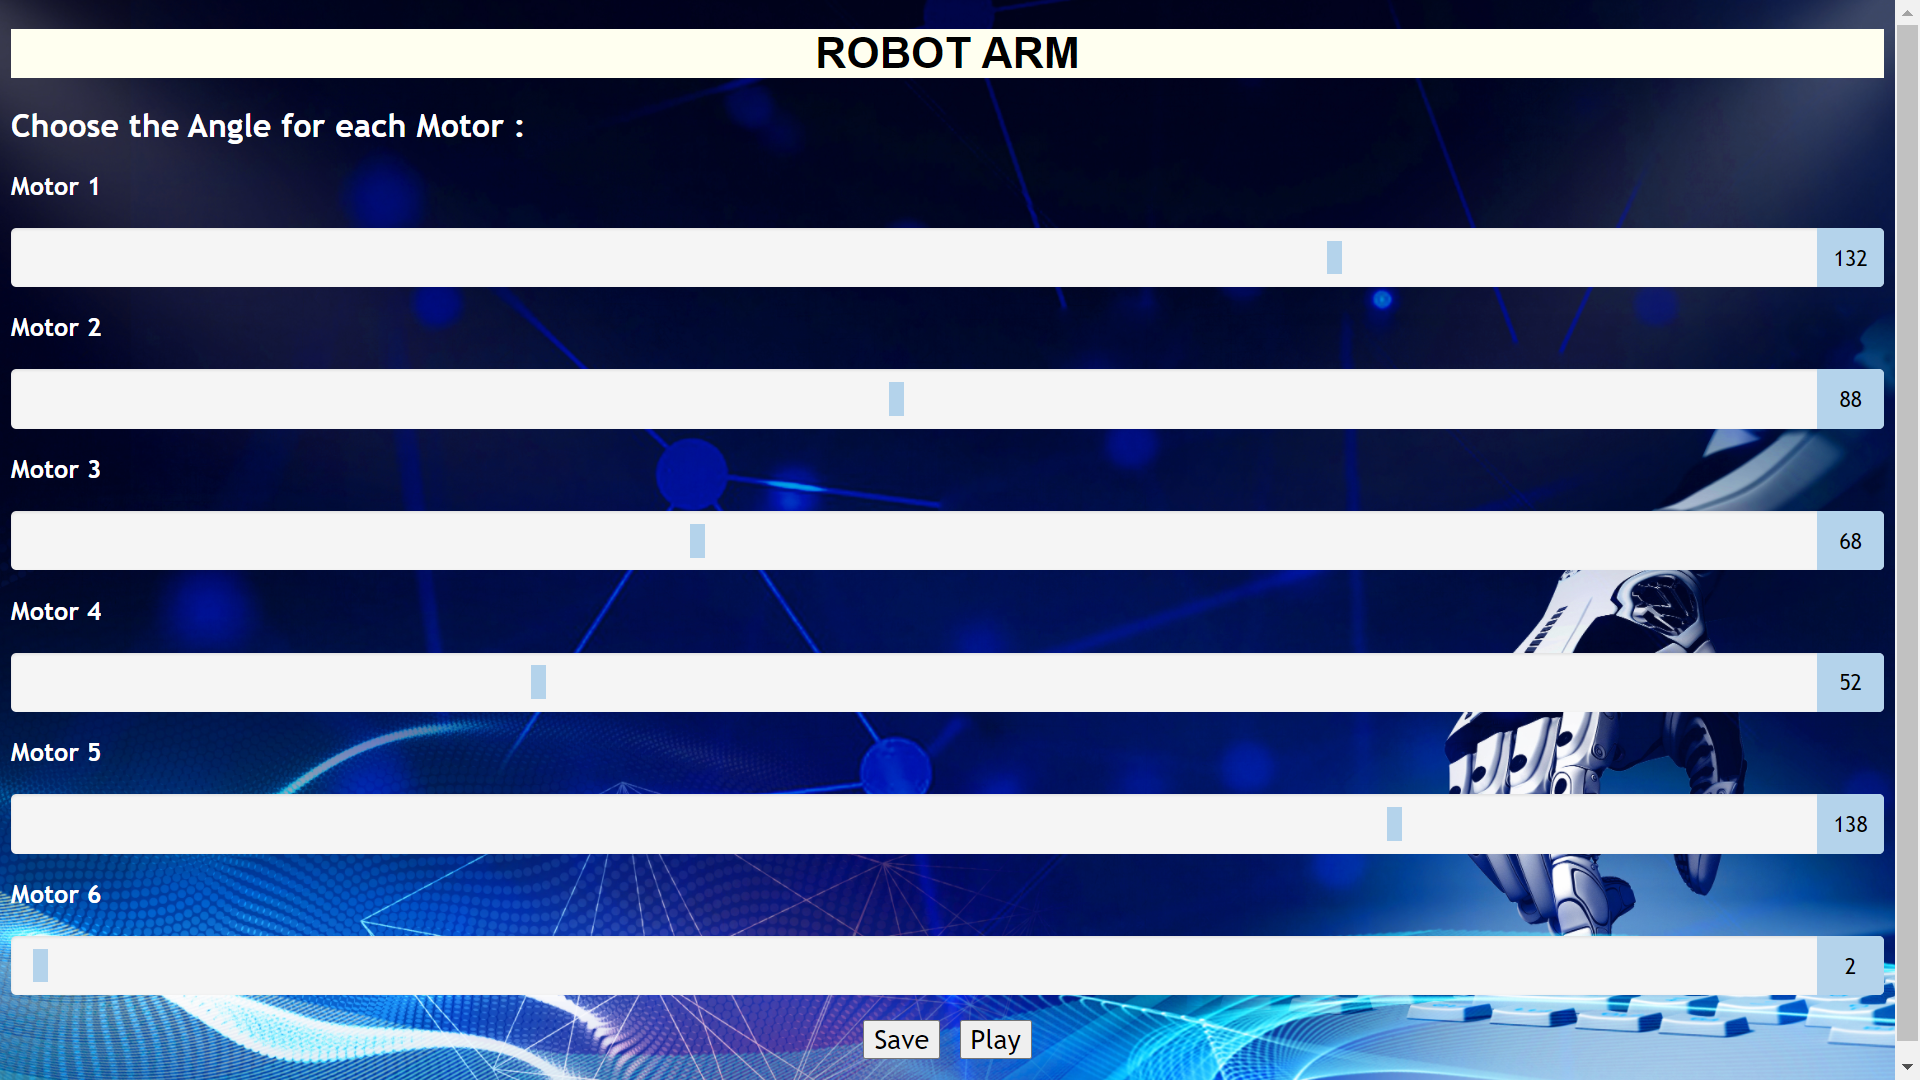 ROBOT ARM
Choose the Angle for each Motor :
Motor 1
132
Motor 2
88
Motor 3
68
Motor 4
52
Motor 5
138
Motor 6
2
Save Play